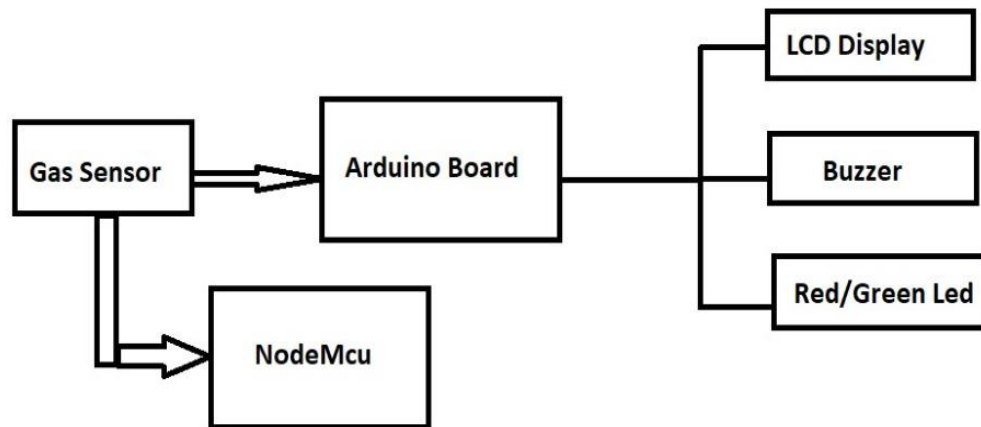 LCD Display
Gas Sensor
Arduino Board
Buzzer
Red/Green Led
NodeMcu